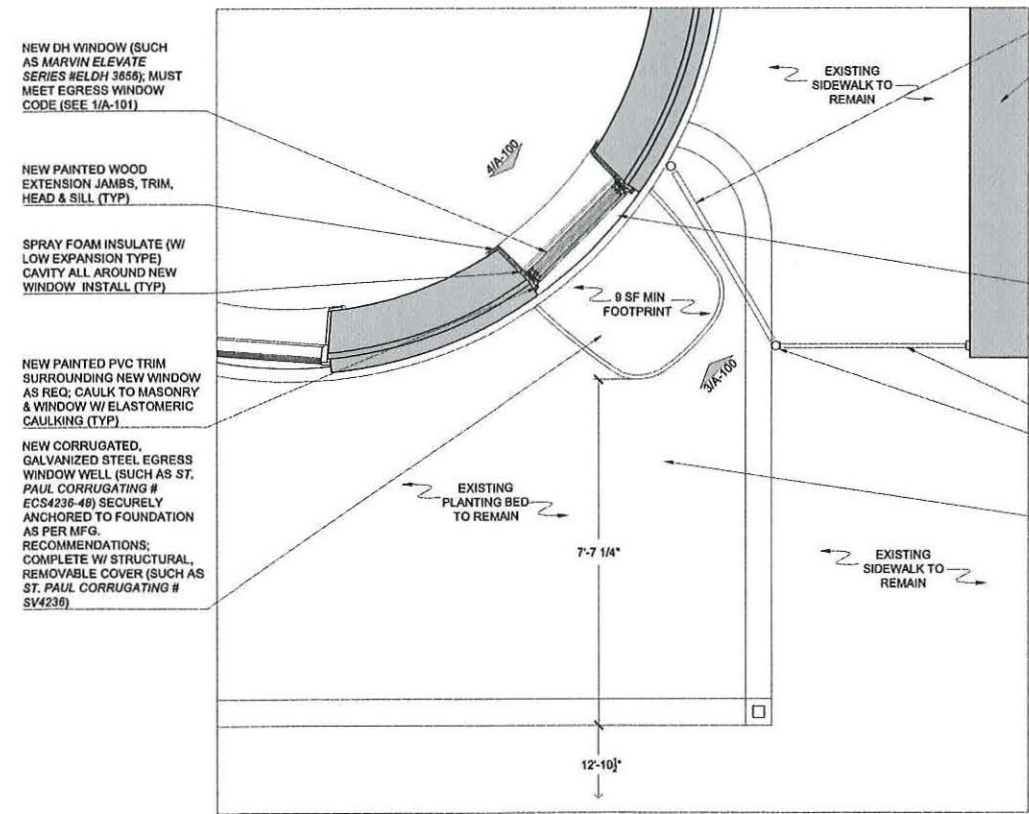 NEW DH WINDOW (SUCH
AS MARVIN ELEVATE
SERIES #ELDH 3656); MUST
MEET EGRESS WINDOW
CODE (SEE 1/A-101)
NEW PAINTED WOOD
EXTENSION JAMBS, TRIM,
HEAD & SILL (TYP)
SPRAY FOAM INSULATE (W/
LOW EXPANSION TYPE)
CAVITY ALL AROUND NEW
WINDOW INSTALL (TYP)
NEW PAINTED PVC TRIM
SURROUNDING NEW WINDOW
AS REQ; CAULK TO MASONRY
& WINDOW W/ ELASTOMERIC
CAULKING (TYP)
NEW CORRUGATED,
GALVANIZED STEEL EGRESS
WINDOW WELL (SUCH AS ST.
PAUL CORRUGATING #
ECS4236-48) SECURELY
ANCHORED TO FOUNDATION
AS PER MFG.
RECOMMENDATIONS;
COMPLETE W/ STRUCTURAL,
REMOVABLE COVER (SUCH AS
ST. PAUL CORRUGATING #
SV4236)
4/A-100
EXISTING
SIDEWALK TO
REMAIN
9 SF MIN
FOOTPRINT
3/A-100
EXISTING
PLANTING BED
TO REMAIN
7'-7 1/4"
EXISTING
SIDEWALK TO
REMAIN
12'-10½"